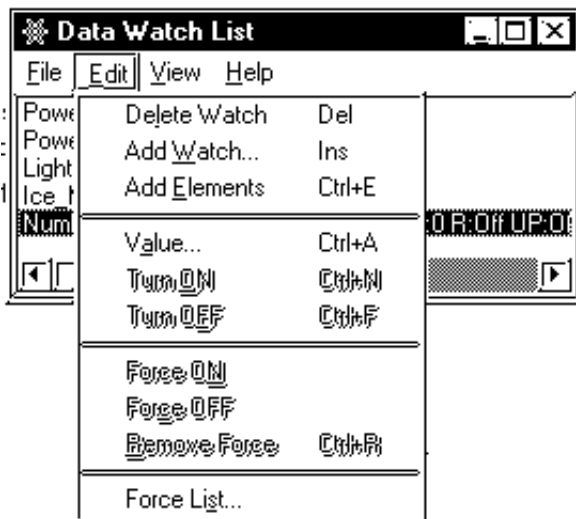 Data Watch List
File Edit View Help
Powe
Powe
Light
Ice_
Num :0 R:Off UP:0
Delete Watch Del
Add Watch... Ins
Add Elements Ctrl+E
Value... Ctrl+A
Turn ON Ctrl+N
Turn OFF Ctrl+F
Force ON
Force OFF
Remove Force Ctrl+R
Force List...